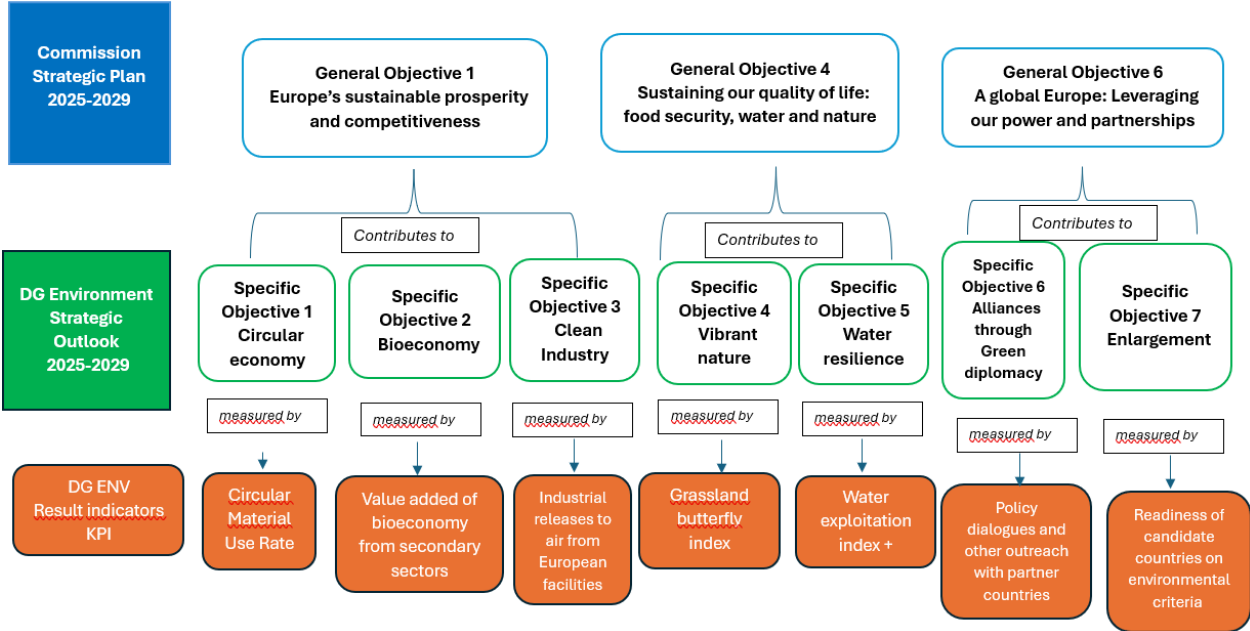 Commission
Strategic Plan
2025-2029
General Objective 1
Europe's sustainable prosperity
and competitiveness
General Objective 4
Sustaining our quality of life:
food security, water and nature
General Objective 6
A global Europe: Leveraging
our power and partnerships
Contributes to
Contributes to
Contributes to
DG Environment
Strategic
Outlook
2025-2029
Specific
Objective 1
Circular
economy
Specific
Objective 2
Bioeconomy
Specific
Objective 3
Clean
Industry
Specific
Objective 4
Vibrant
nature
Specific
Objective 5
Water
resilience
Specific
Objective 6
Alliances
through
Green
diplomacy
Specific
Objective 7
Enlargement
measured by
measured by
measured by
measured by
measured by
measured by
measured by
DG ENV
Result indicators
KPI
Circular
Material
Use Rate
Value added of
bioeconomy
from secondary
sectors
Industrial
releases to
air from
European
facilities
Grassland
butterfly
index
Water
exploitation
index +
Policy
dialogues and
other outreach
with partner
countries
Readiness of
candidate
countries on
environmental
criteria